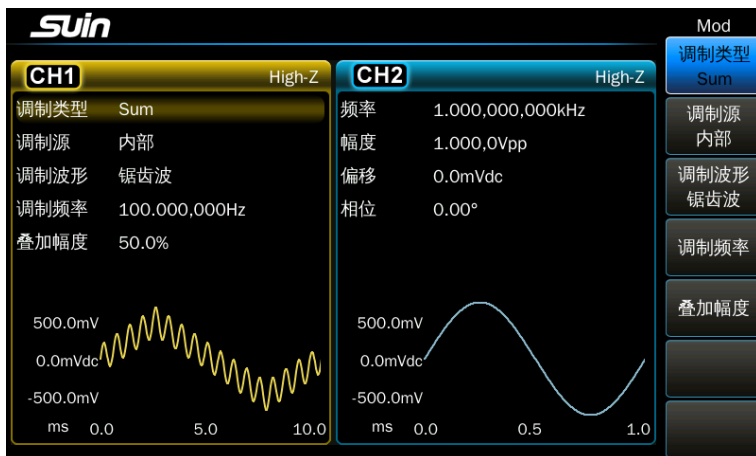 Suin
CH1 High-Z
调制类型 Sum
调制源 内部
调制波形 锯齿波
调制频率 100.000,000Hz
叠加幅度 50.0%
500.0mV
0.0mVdc
-500.0mV
ms 0.0 5.0 10.0
CH2 High-Z
频率 1.000,000,000kHz
幅度 1.000,0Vpp
偏移 0.0mVdc
相位 0.00°
500.0mV
0.0mVdc
-500.0mV
ms 0.0 0.5 1.0
Mod
调制类型
Sum
调制源
内部
调制波形
锯齿波
调制频率
叠加幅度